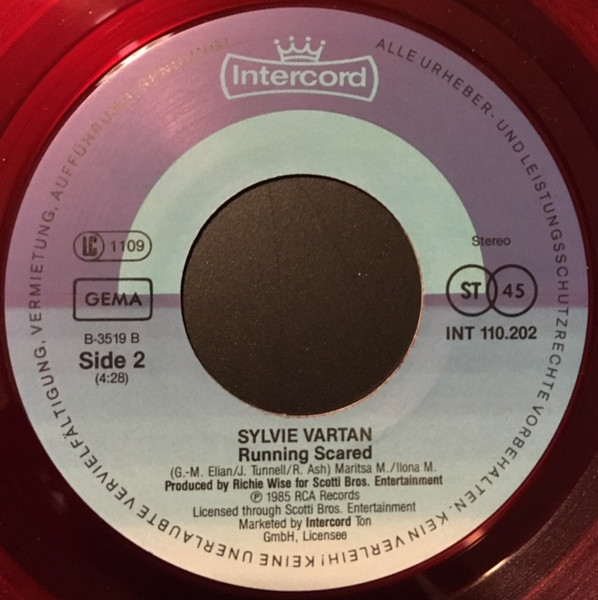 Intercord
ALLE URHEBER- UND LEISTUNGSSCHUTZRECHTE VORBEHALTEN. KEIN VERLEIH! KEINE UNERLAUBTE VERVIELFÄLTIGUNG, VERMIETUNG, AUFFÜHRUNG, SENDUNG!
LC 1109
GEMA
B-3519 B
Side 2
(4:28)
Stereo
ST 45
INT 110.202
SYLVIE VARTAN
Running Scared
(G.-M. Elian/J. Tunnell/R. Ash) Maritsa M./Ilona M.
Produced by Richie Wise for Scotti Bros. Entertainment
℗ 1985 RCA Records
Licensed through Scotti Bros. Entertainment
Marketed by Intercord Ton
GmbH, Licensee